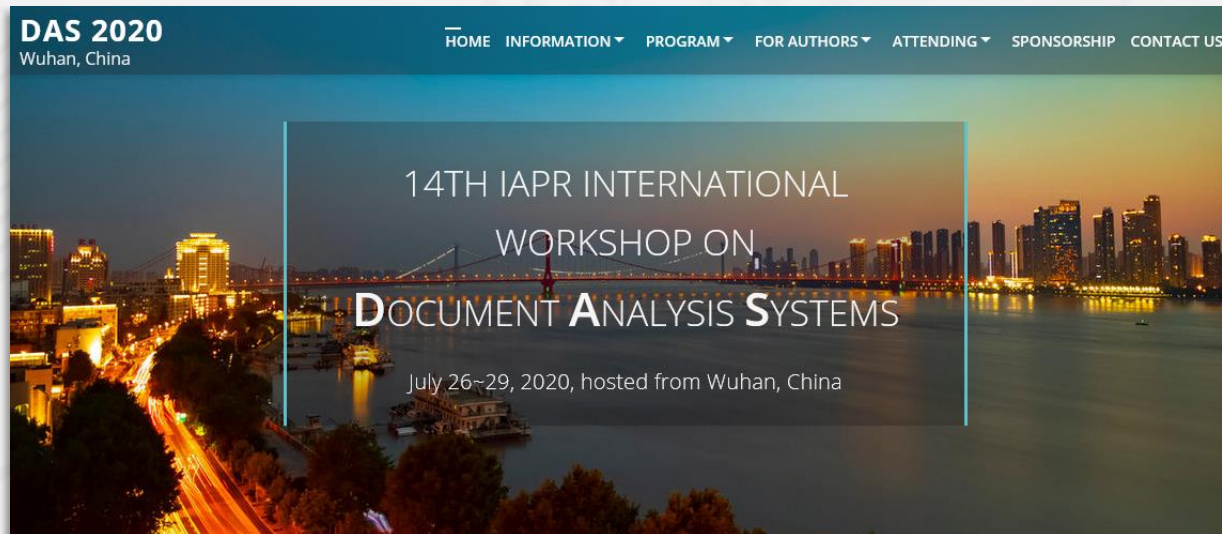 DAS 2020
Wuhan, China
HOME INFORMATION PROGRAM FOR AUTHORS ATTENDING SPONSORSHIP CONTACT US
14TH IAPR INTERNATIONAL
WORKSHOP ON
DOCUMENT ANALYSIS SYSTEMS
July 26~29, 2020, hosted from Wuhan, China